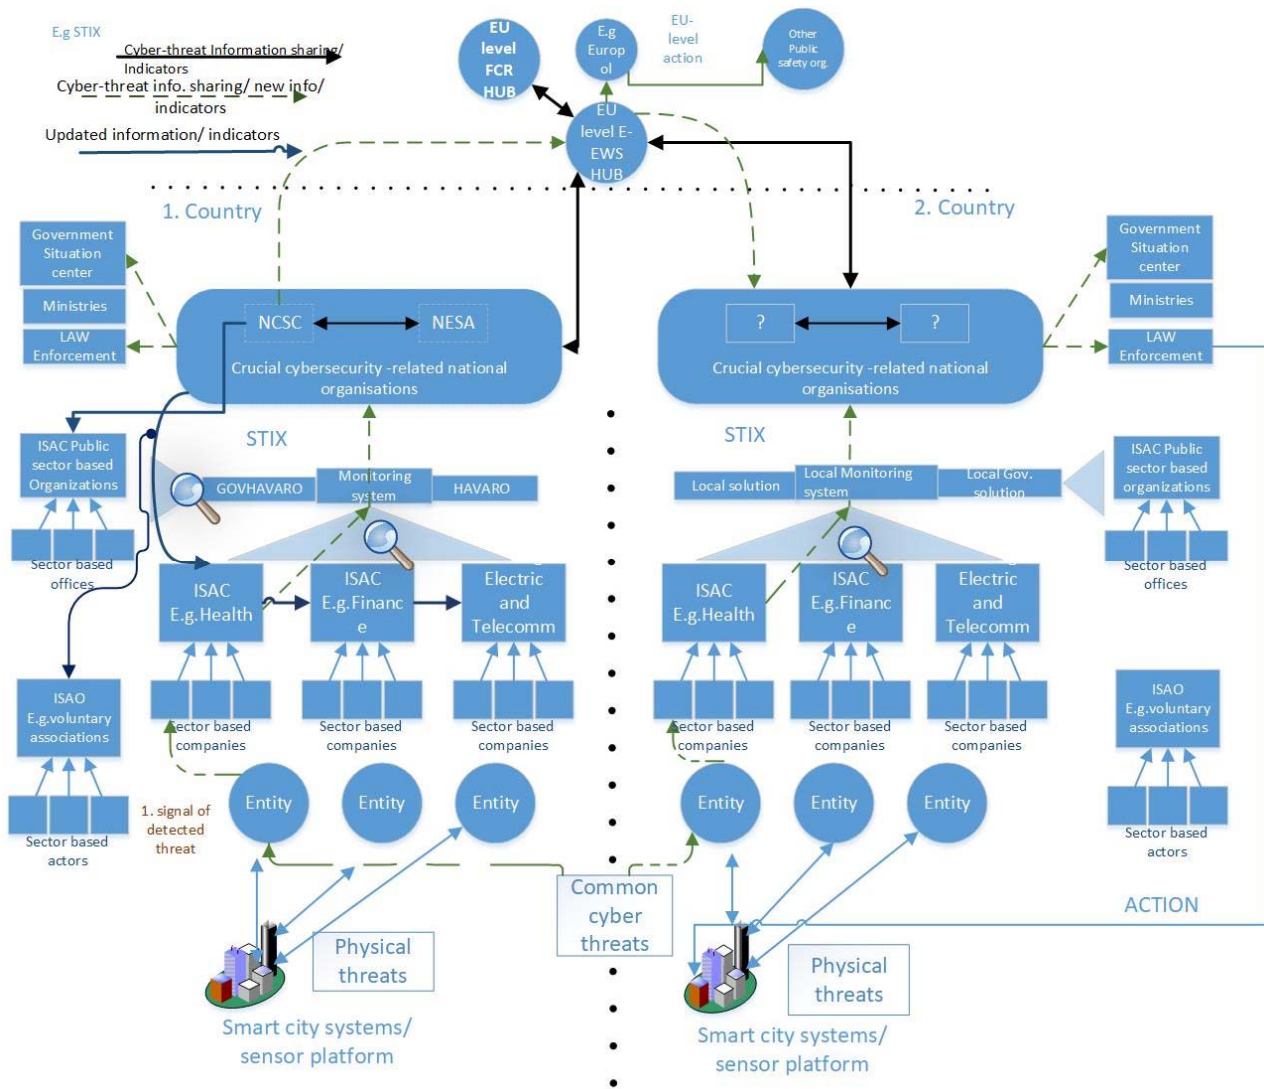 E.g STIX
Cyber-threat Information sharing/
Indicators
Cyber-threat info. sharing/ new info/
indicators
Updated information/ indicators
EU
level
FCR
HUB
E.g
Europ
ol
EU-
level
action
Other
Public
safety org.
EU
level E-
EWS
HUB
1. Country
2. Country
Government
Situation
center
Ministries
LAW
Enforcement
NCSC
NESA
Crucial cybersecurity -related national
organisations
?
?
Crucial cybersecurity -related national
organisations
Government
Situation
center
Ministries
LAW
Enforcement
ISAC Public
sector based
Organizations
Sector based
offices
STIX
GOVHAVARO
Monitoring
system
HAVARO
STIX
Local solution
Local Monitoring
system
Local Gov.
solution
ISAC Public
sector based
organizations
Sector based
offices
ISAC
E.g.Health
ISAC
E.g.Financ
e
Electric
and
Telecomm
ISAC
E.g.Health
ISAC
E.g.Financ
e
Electric
and
Telecomm
Sector based
companies
Sector based
companies
Sector based
companies
Sector based
companies
Sector based
companies
Sector based
companies
ISAO
E.g.voluntary
associations
Sector based
actors
ISAO
E.g.voluntary
associations
Sector based
actors
1. signal of
detected
threat
Entity
Entity
Entity
Entity
Entity
Entity
Common
cyber
threats
Physical
threats
Physical
threats
ACTION
Smart city systems/
sensor platform
Smart city systems/
sensor platform